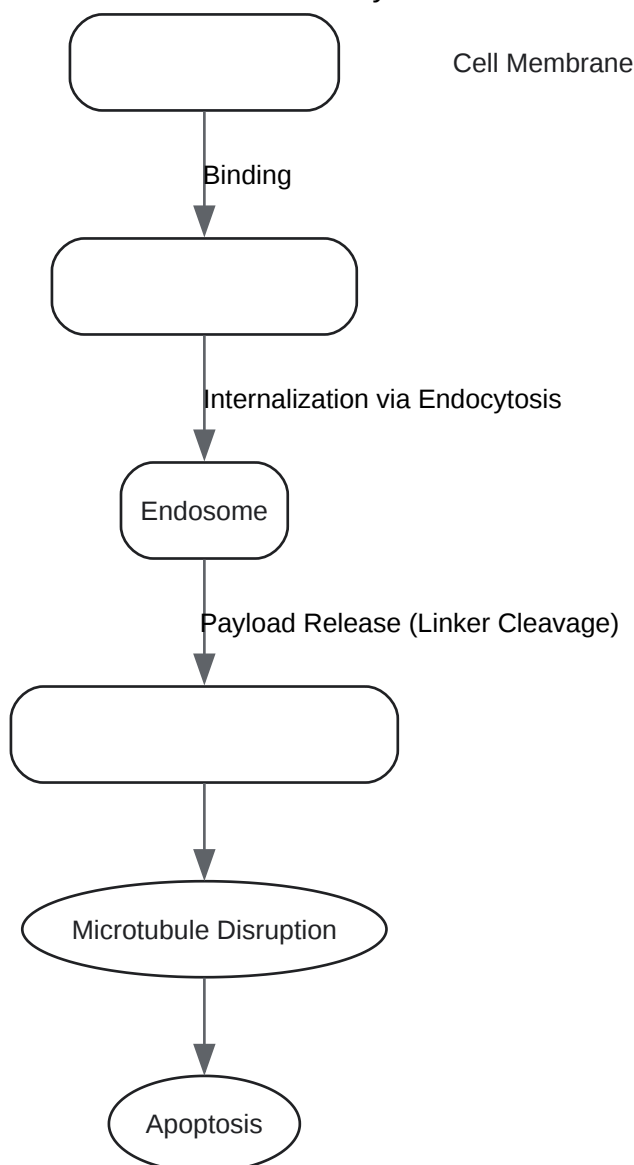 Cell Membrane
Binding
Internalization via Endocytosis
Endosome
Payload Release (Linker Cleavage)
Microtubule Disruption
Apoptosis